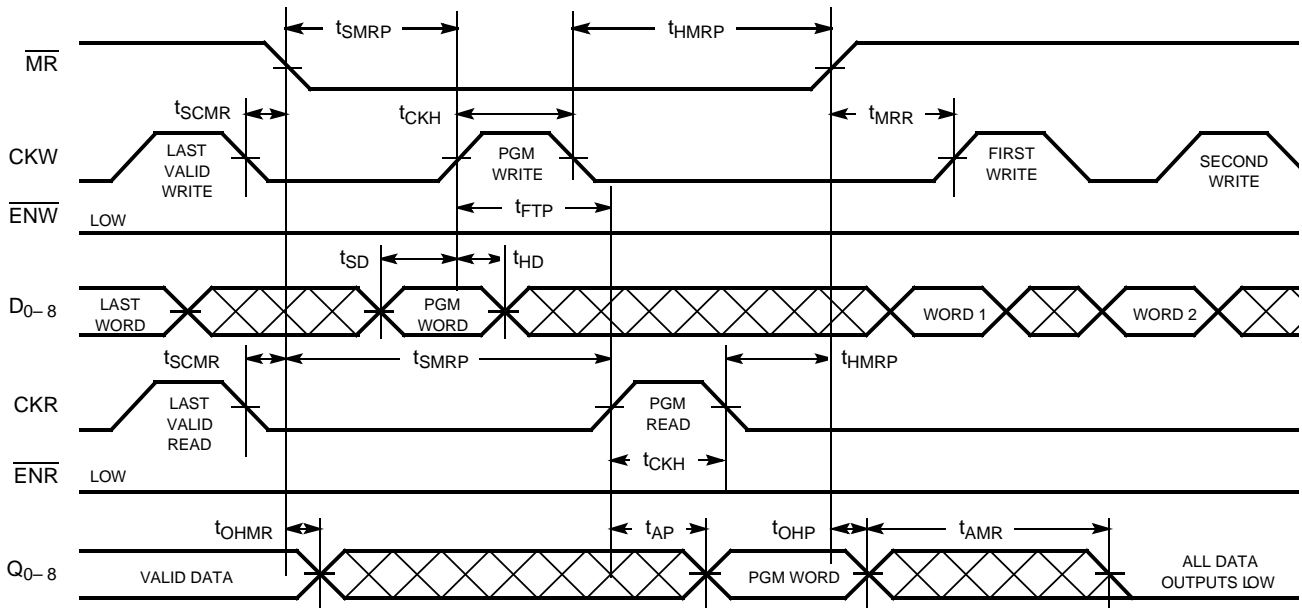 tSMRP
tHMRP
MR
tSCMR
tCKH
tMRR
CKW
LAST
VALID
WRITE
PGM
WRITE
FIRST
WRITE
SECOND
WRITE
tFTP
ENW
LOW
tSD
tHD
D0–8
LAST
WORD
PGM
WORD
WORD 1
WORD 2
tSCMR
tSMRP
tHMRP
CKR
LAST
VALID
READ
PGM
READ
tCKH
ENR
LOW
tOHMR
tAP
tOHP
tAMR
Q0–8
VALID DATA
PGM WORD
ALL DATA
OUTPUTS LOW